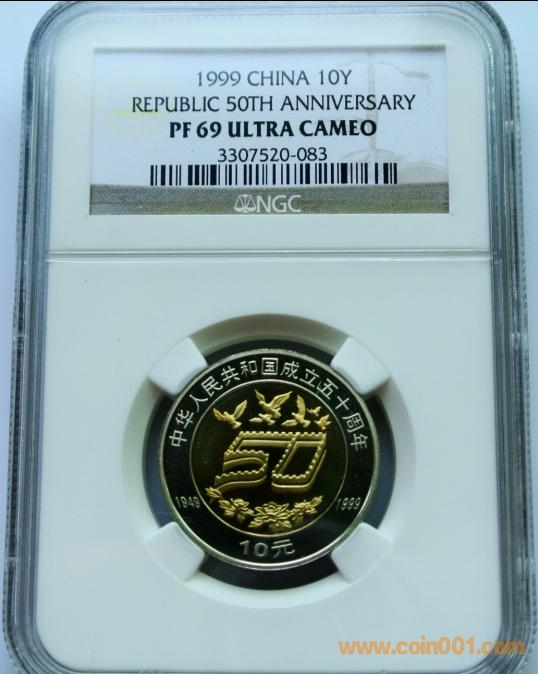 1999 CHINA 10Y
REPUBLIC 50TH ANNIVERSARY
PF 69 ULTRA CAMEO
3307520-083
NGC
中华人民共和国成立五十周年
50
1949 1999
10元
www.coin001.com